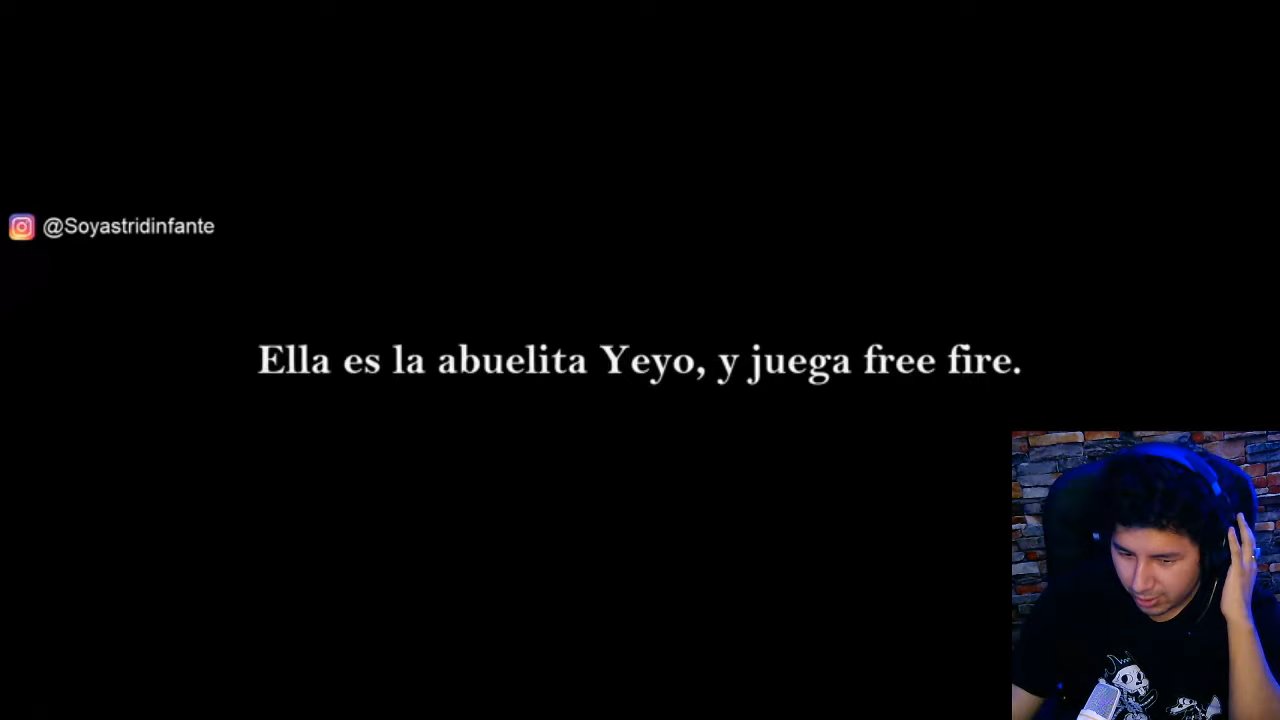 @Soyastridinfante
Ella es la abuelita Yeyo, y juega free fire.